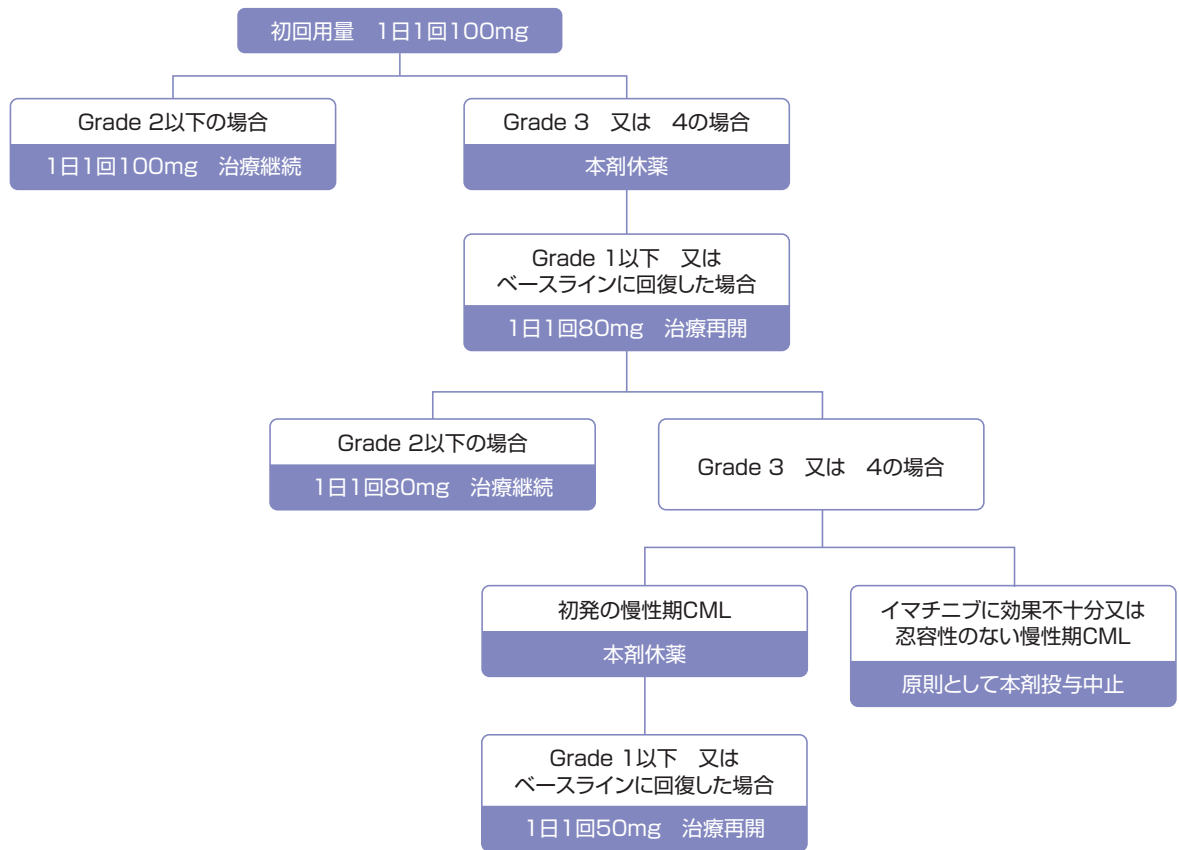 初回用量　1日1回100mg
Grade 2以下の場合
1日1回100mg　治療継続
Grade 3　又は　4の場合
本剤休薬
Grade 1以下　又は
ベースラインに回復した場合
1日1回80mg　治療再開
Grade 2以下の場合
1日1回80mg　治療継続
Grade 3　又は　4の場合
初発の慢性期CML
本剤休薬
イマチニブに効果不十分又は
忍容性のない慢性期CML
原則として本剤投与中止
Grade 1以下　又は
ベースラインに回復した場合
1日1回50mg　治療再開